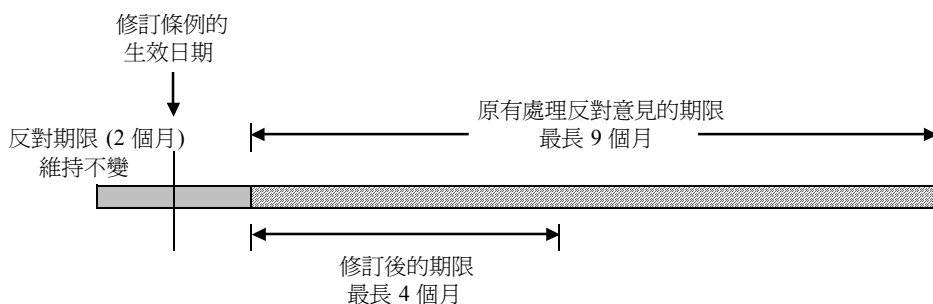 修訂條例的
生效日期
原有處理反對意見的期限
最長 9 個月
反對期限 (2 個月)
維持不變
修訂後的期限
最長 4 個月